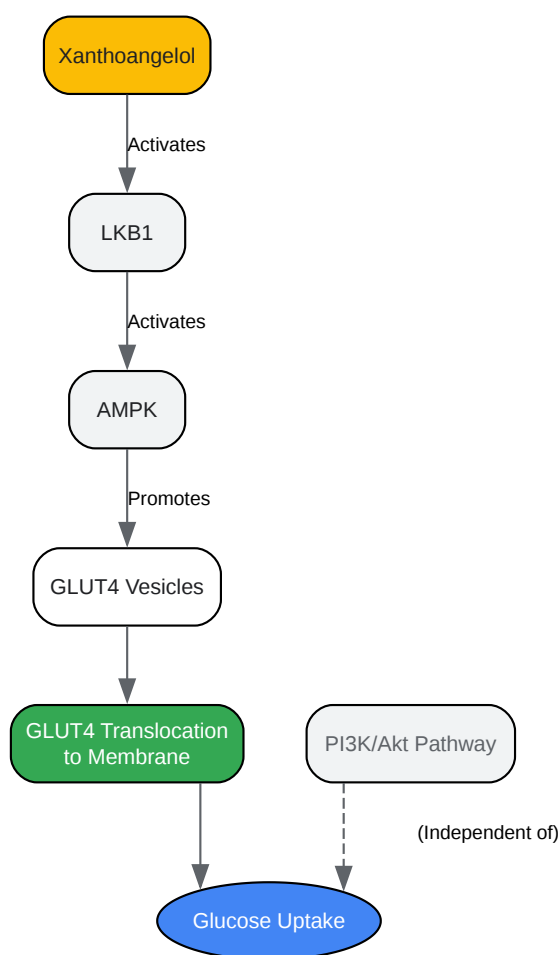 Xanthoangelol
Activates
LKB1
Activates
AMPK
Promotes
GLUT4 Vesicles
GLUT4 Translocation
to Membrane
PI3K/Akt Pathway
(Independent of)
Glucose Uptake